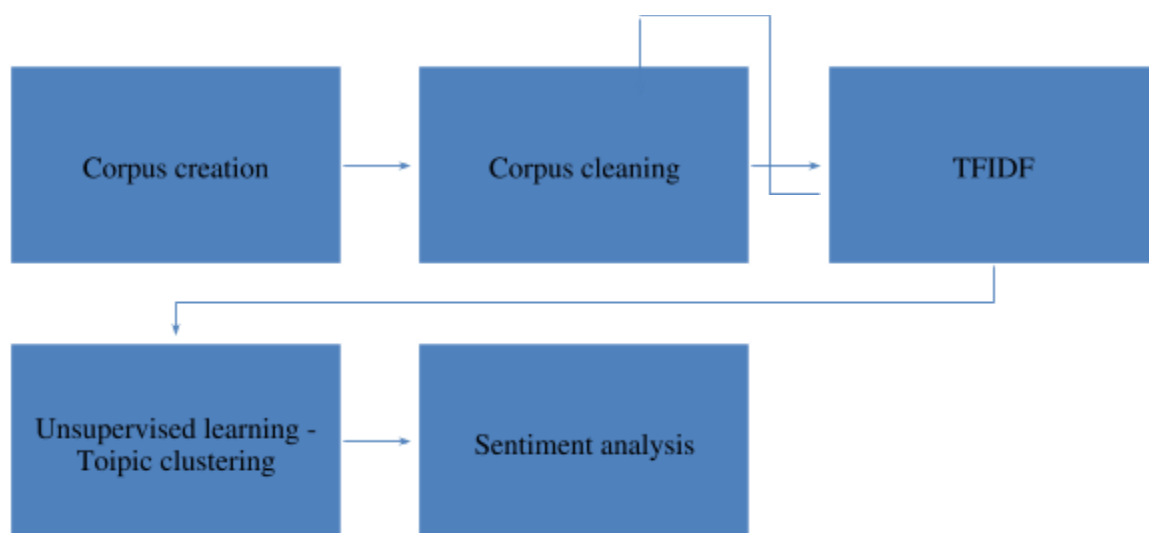 Corpus creation
Corpus cleaning
TFIDF
Unsupervised learning -
Toipic clustering
Sentiment analysis